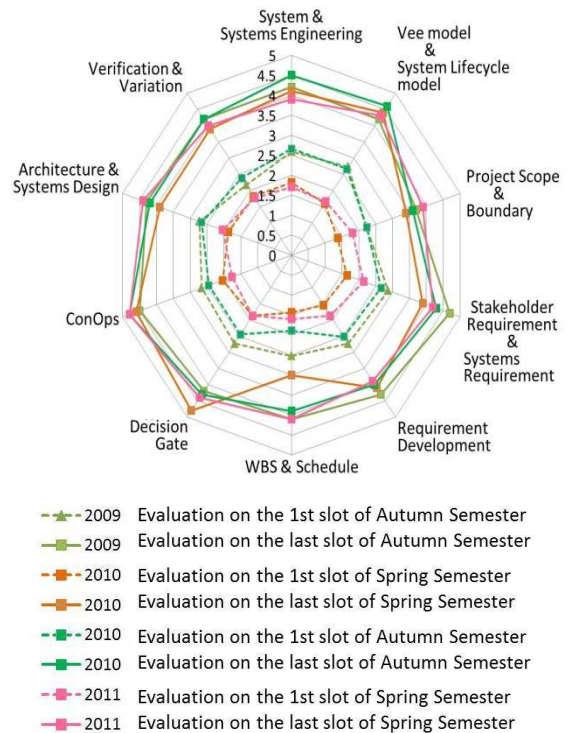 System &
Systems Engineering
Vee model
&
System Lifecycle
model
Verification &
Variation
5
4.5
4
3.5
3
2.5
2
1.5
1
0.5
0
Architecture &
Systems Design
Project Scope
&
Boundary
ConOps
Stakeholder
Requirement
&
Systems
Requirement
Decision
Gate
Requirement
Development
WBS & Schedule
2009 Evaluation on the 1st slot of Autumn Semester
2009 Evaluation on the last slot of Autumn Semester
2010 Evaluation on the 1st slot of Spring Semester
2010 Evaluation on the last slot of Spring Semester
2010 Evaluation on the 1st slot of Autumn Semester
2010 Evaluation on the last slot of Autumn Semester
2011 Evaluation on the 1st slot of Spring Semester
2011 Evaluation on the last slot of Spring Semester